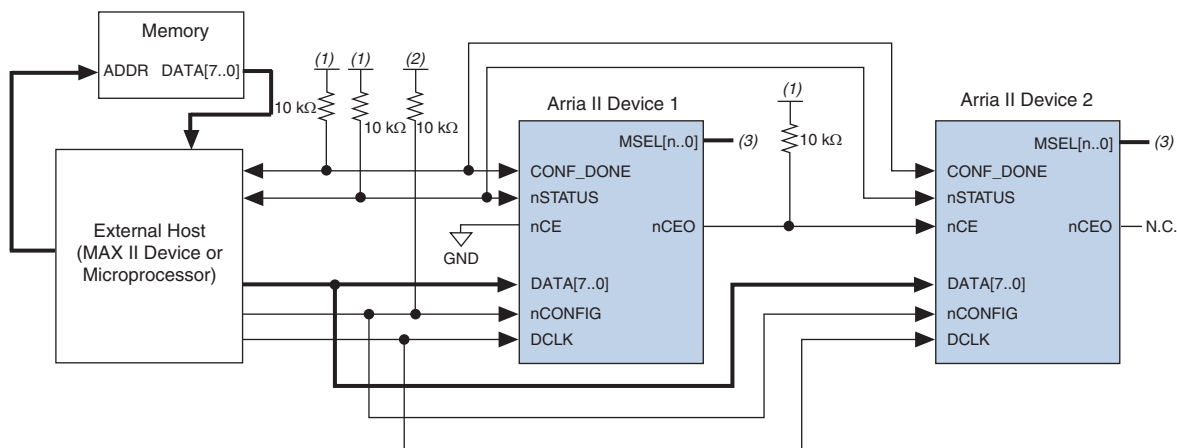 Memory
ADDR DATA[7..0]
(1) (1) (2)
10 kΩ
10 kΩ 10 kΩ
Arria II Device 1
MSEL[n..0] (3)
CONF_DONE
nSTATUS
nCE nCEO
GND
DATA[7..0]
nCONFIG
DCLK
(1)
10 kΩ
Arria II Device 2
MSEL[n..0] (3)
CONF_DONE
nSTATUS
nCE nCEO N.C.
DATA[7..0]
nCONFIG
DCLK
External Host
(MAX II Device or
Microprocessor)